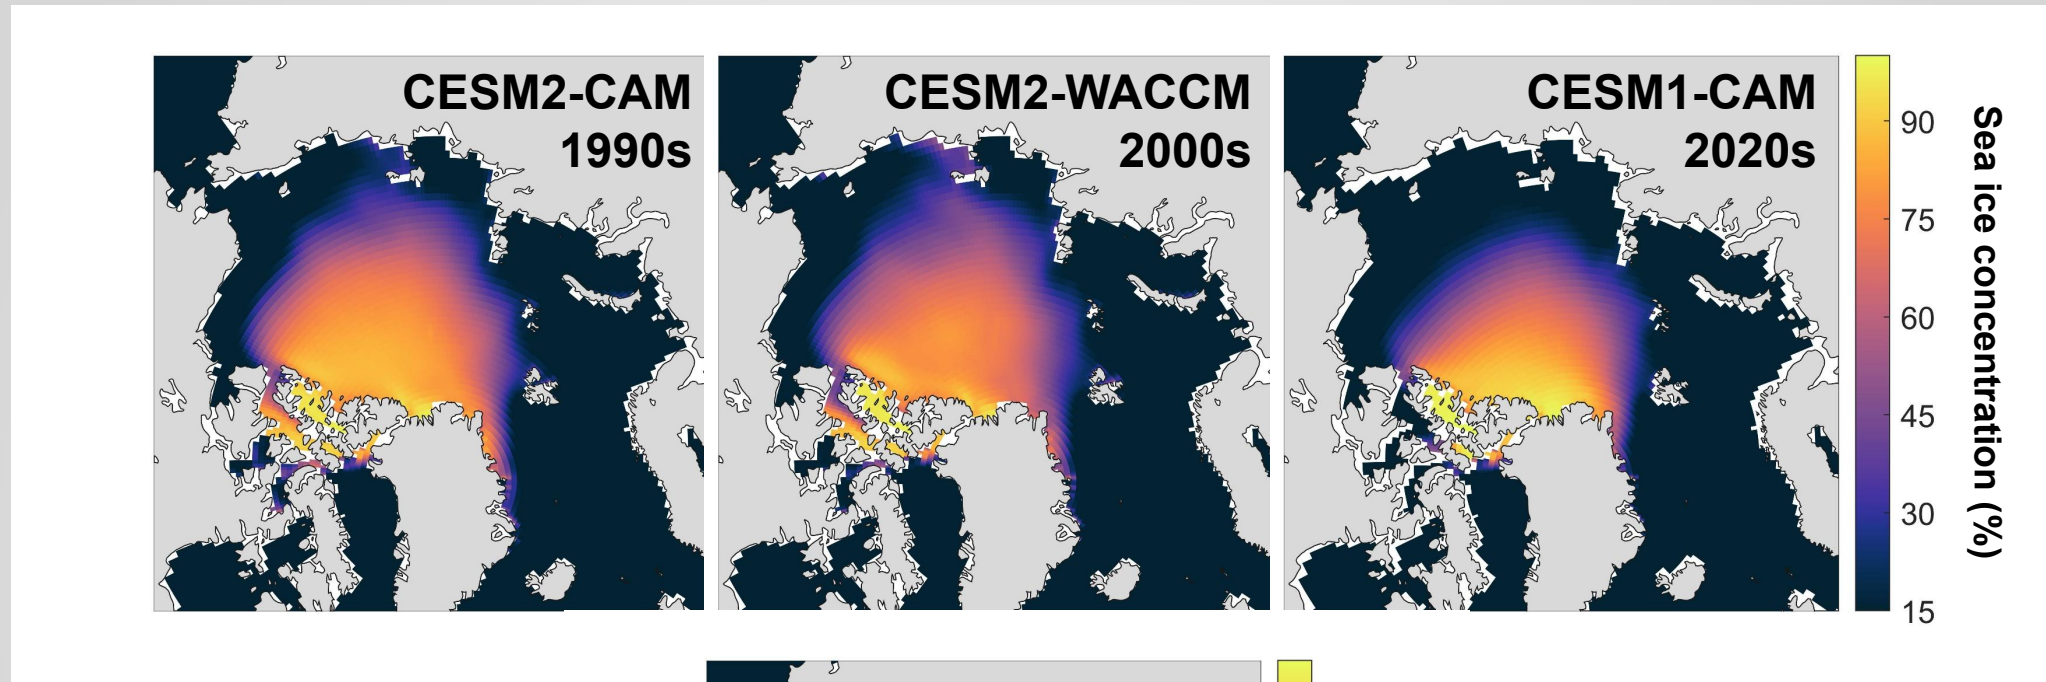 CESM2-CAM
1990s
CESM2-WACCM
2000s
CESM1-CAM
2020s
90
75
60
45
30
15
Sea ice concentration (%)